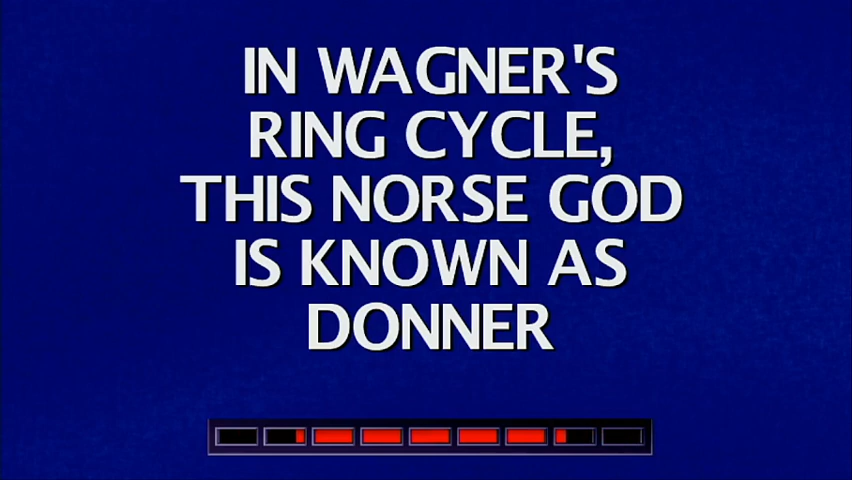 IN WAGNER'S
RING CYCLE,
THIS NORSE GOD
IS KNOWN AS
DONNER